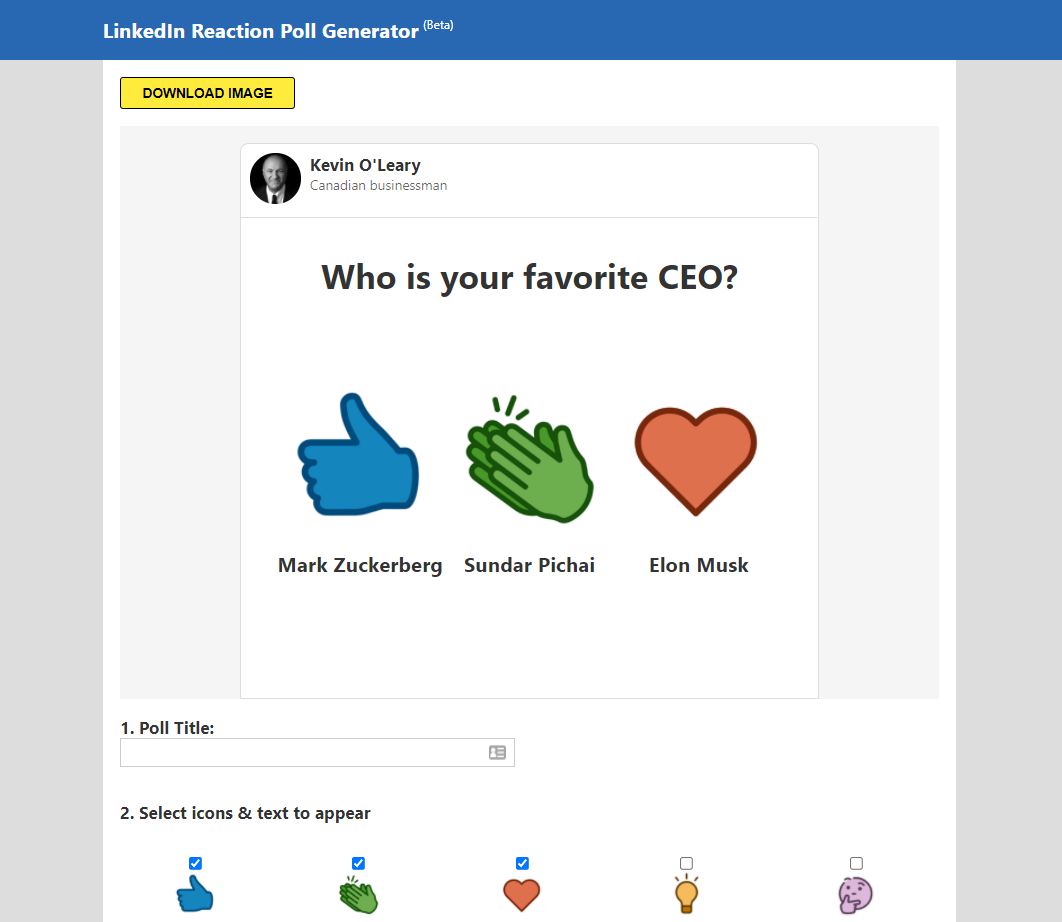 LinkedIn Reaction Poll Generator (Beta)
DOWNLOAD IMAGE
Kevin O'Leary
Canadian businessman
Who is your favorite CEO?
Mark Zuckerberg Sundar Pichai Elon Musk
1. Poll Title:
2. Select icons & text to appear